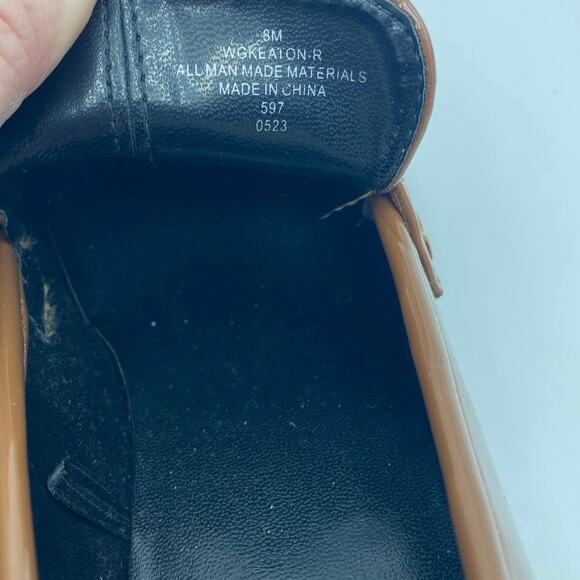 8M
WGKEATON-R
ALL MAN MADE MATERIALS
MADE IN CHINA
597
0523